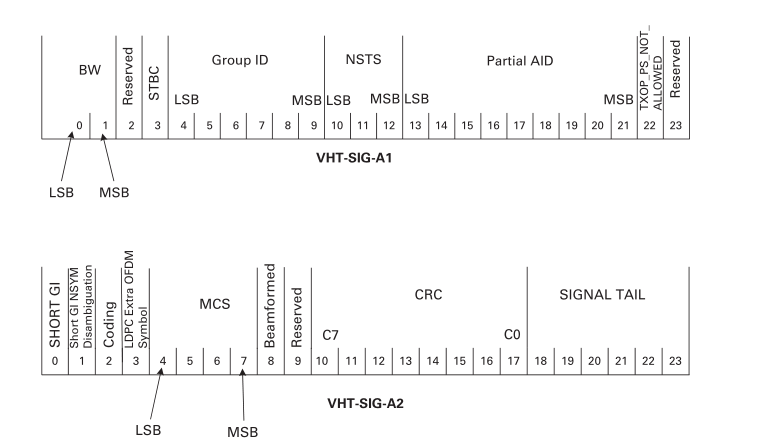 BW
Reserved
STBC
Group ID
NSTS
Partial AID
TXOP_PS_NOT_
ALLOWED
Reserved
LSB MSB LSB MSB LSB MSB
0 1 2 3 4 5 6 7 8 9 10 11 12 13 14 15 16 17 18 19 20 21 22 23
VHT-SIG-A1
LSB MSB
SHORT GI
Short GI NSYM
Disambiguation
Coding
LDPC Extra OFDM
Symbol
MCS
Beamformed
Reserved
CRC
SIGNAL TAIL
C7 C0
0 1 2 3 4 5 6 7 8 9 10 11 12 13 14 15 16 17 18 19 20 21 22 23
VHT-SIG-A2
LSB MSB